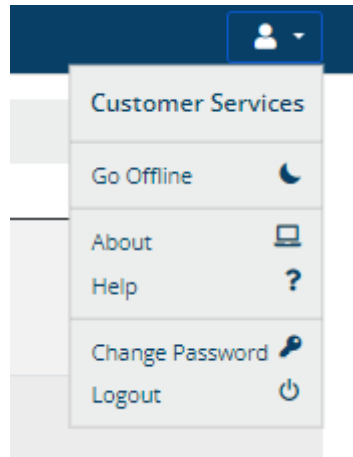 Customer Services
Go Offline
About
Help
Change Password
Logout